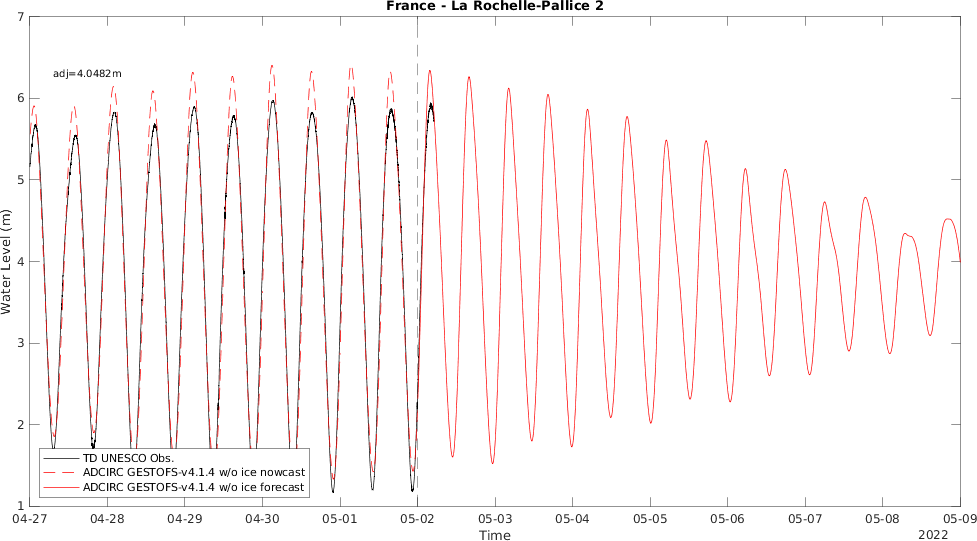 France - La Rochelle-Pallice 2
7
adj=4.0482m
6
5
4
3
2
1
Water Level (m)
TD UNESCO Obs.
ADCIRC GESTOFS-v4.1.4 w/o ice nowcast
ADCIRC GESTOFS-v4.1.4 w/o ice forecast
04-27 04-28 04-29 04-30 05-01 05-02 05-03 05-04 05-05 05-06 05-07 05-08 05-09
Time
2022